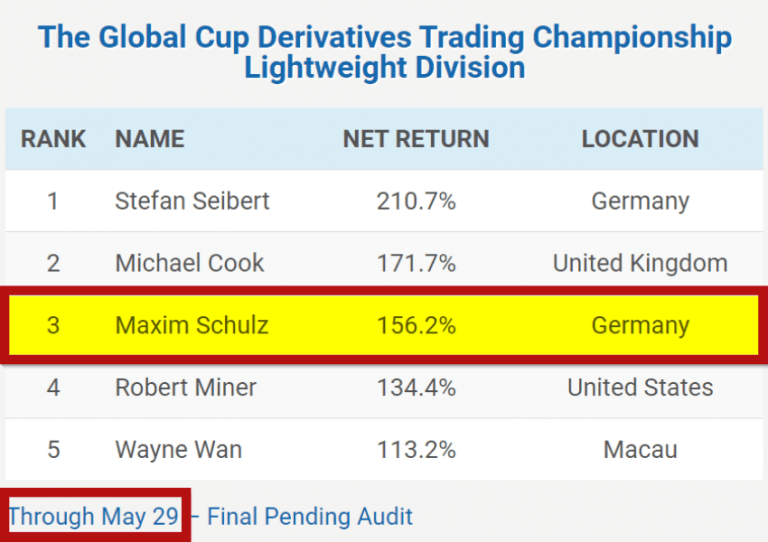 The Global Cup Derivatives Trading Championship
Lightweight Division
RANK NAME NET RETURN LOCATION
1 Stefan Seibert 210.7% Germany
2 Michael Cook 171.7% United Kingdom
3 Maxim Schulz 156.2% Germany
4 Robert Miner 134.4% United States
5 Wayne Wan 113.2% Macau
Through May 29 – Final Pending Audit